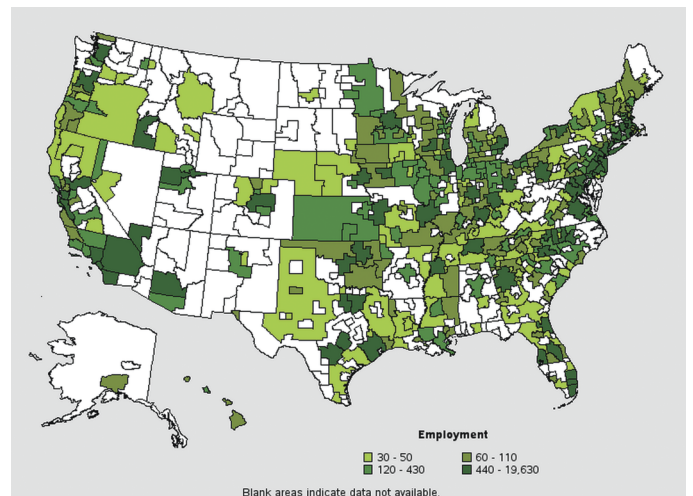 Employment
30 - 50 60 - 110
120 - 430 440 - 19,630
Blank areas indicate data not available.